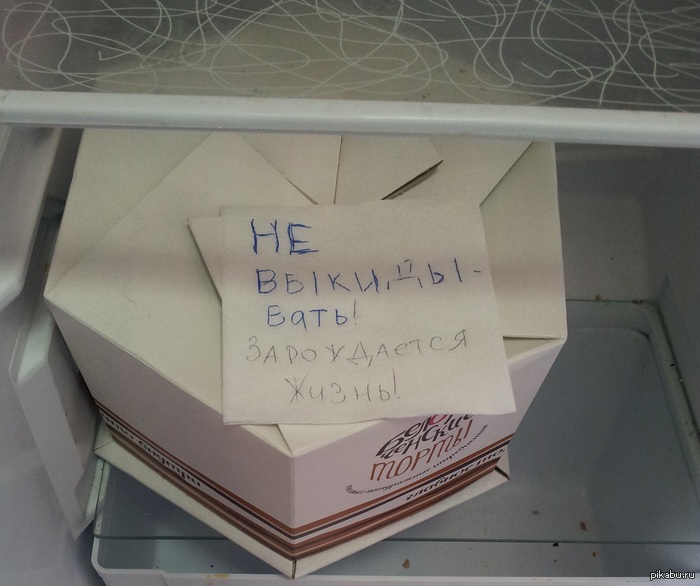 НЕ
ВЫКИДЫ-
ВАТЬ!
ЗАРОЖДАЕТСЯ
ЖИЗНЬ!
ТОРТЫ
pikabu.ru